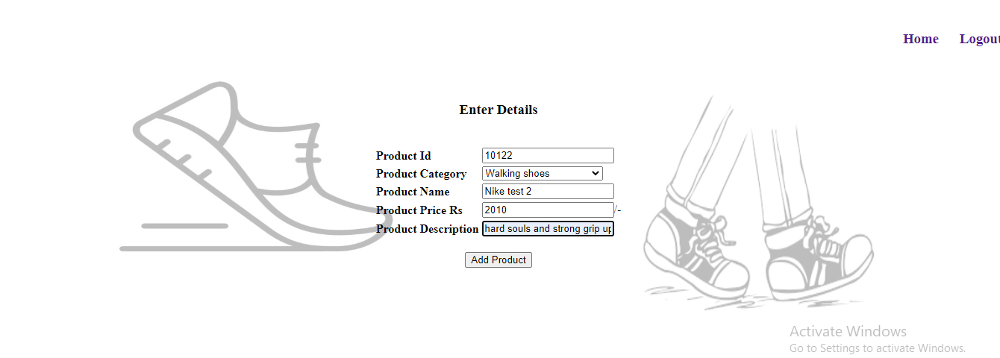 Home Logout
Enter Details
Product Id 10122
Product Category Walking shoes
Product Name Nike test 2
Product Price Rs 2010 /-
Product Description hard souls and strong grip up
Add Product
Activate Windows
Go to Settings to activate Windows.